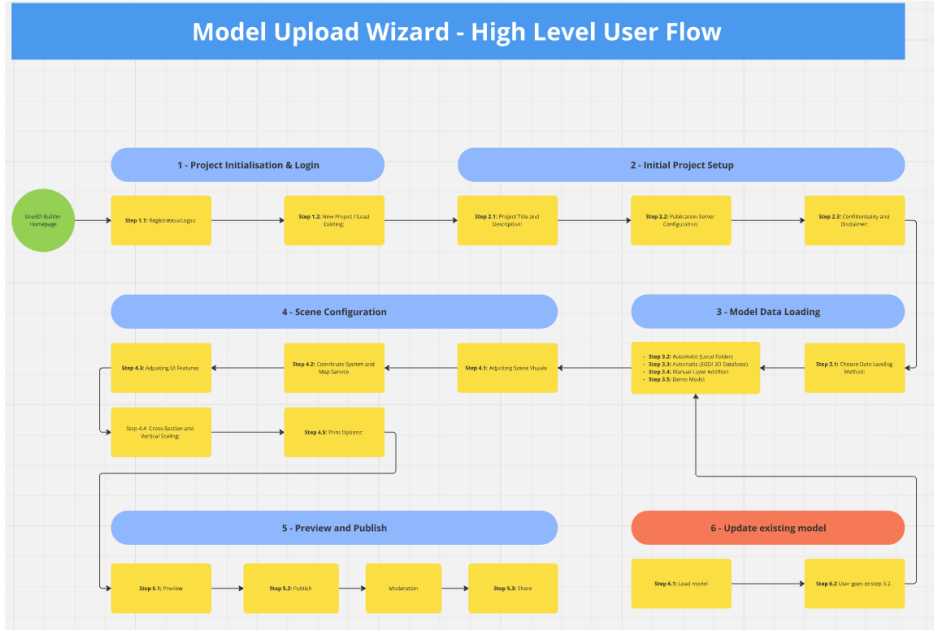 Model Upload Wizard - High Level User Flow
1 - Project Initialisation & Login
2 - Initial Project Setup
Homepage
Step 1.1: Registration/Login:
Step 1.2: New Project / Load
Existing:
Step 2.1: Project Title and
Description:
Step 2.2: Publication Server
Configuration:
Step 2.3: Confidentiality and
Disclaimer:
4 - Scene Configuration
3 - Model Data Loading
Step 4.3: Adjusting UI Features
Step 4.2: Coordinate System and
Map Service
Step 4.1: Adjusting Scene Visuals
Step 3.2: Automatic (Local Folder)
Step 3.3: Automatic (EGDI 3D Database)
Step 3.4: Manual Layer Addition
Step 3.5: Demo Model
Step 3.1: Choose Data Loading
Method:
Step 4.4: Cross-Section and
Vertical Scaling:
Step 4.5: Print Options:
5 - Preview and Publish
6 - Update existing model
Step 5.1: Preview
Step 5.2: Publish
Moderation
Step 5.3: Share
Step 6.1: Load model
Step 6.2 User goes to step 3.2.